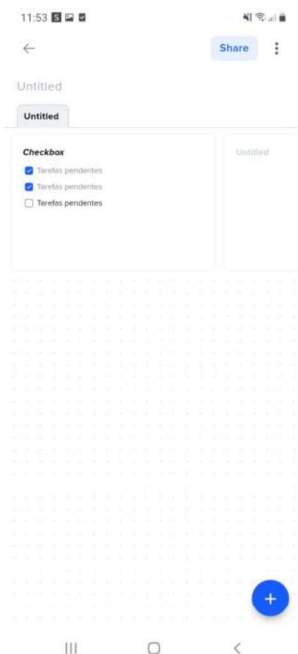 11:53
Share
Untitled
Untitled
Checkbox
Untitled
Tarefas pendentes
Tarefas pendentes
Tarefas pendentes